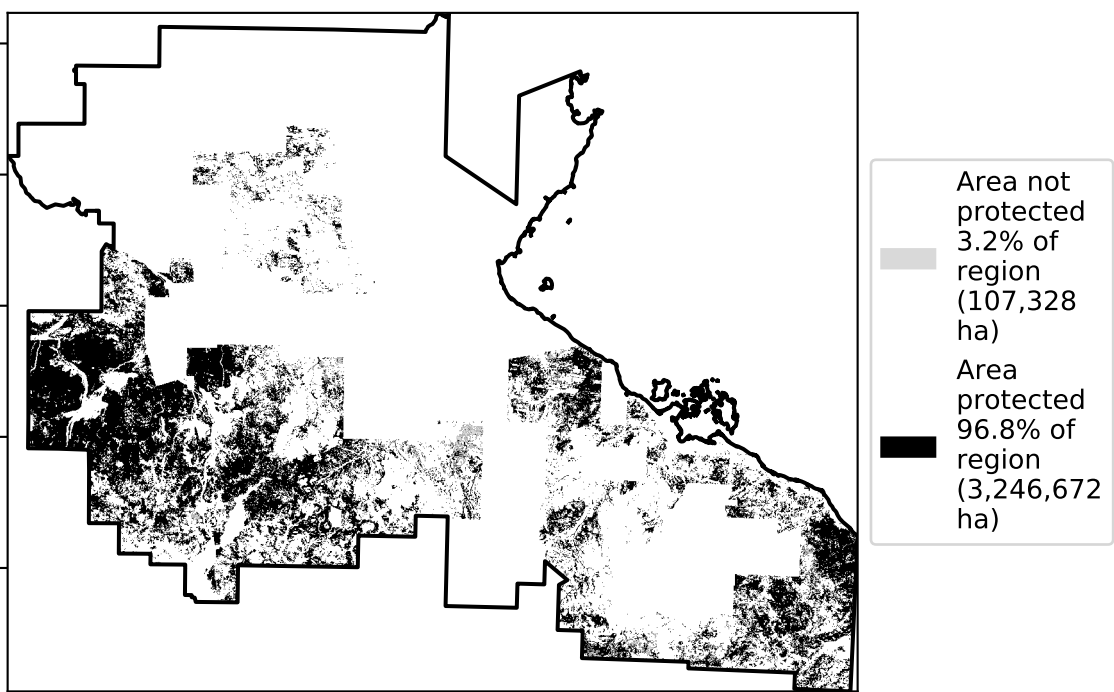 Area not
protected
3.2% of
region
(107,328
ha)
Area
protected
96.8% of
region
(3,246,672
ha)